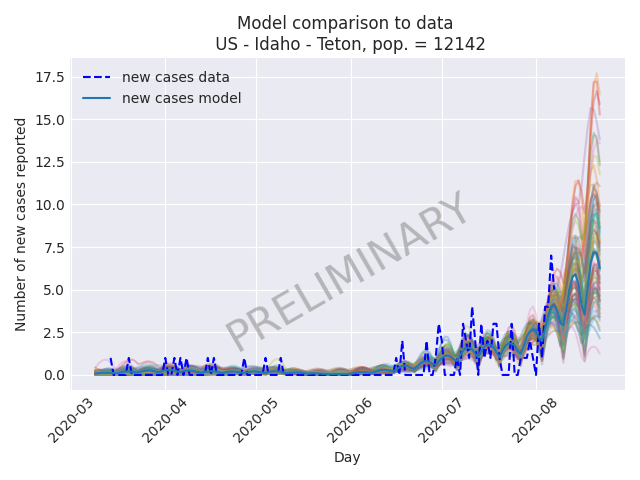 Model comparison to data
US - Idaho - Teton, pop. = 12142
new cases data
new cases model
PRELIMINARY
Number of new cases reported
17.5
15.0
12.5
10.0
7.5
5.0
2.5
0.0
2020-03
2020-04
2020-05
2020-06
2020-07
2020-08
Day